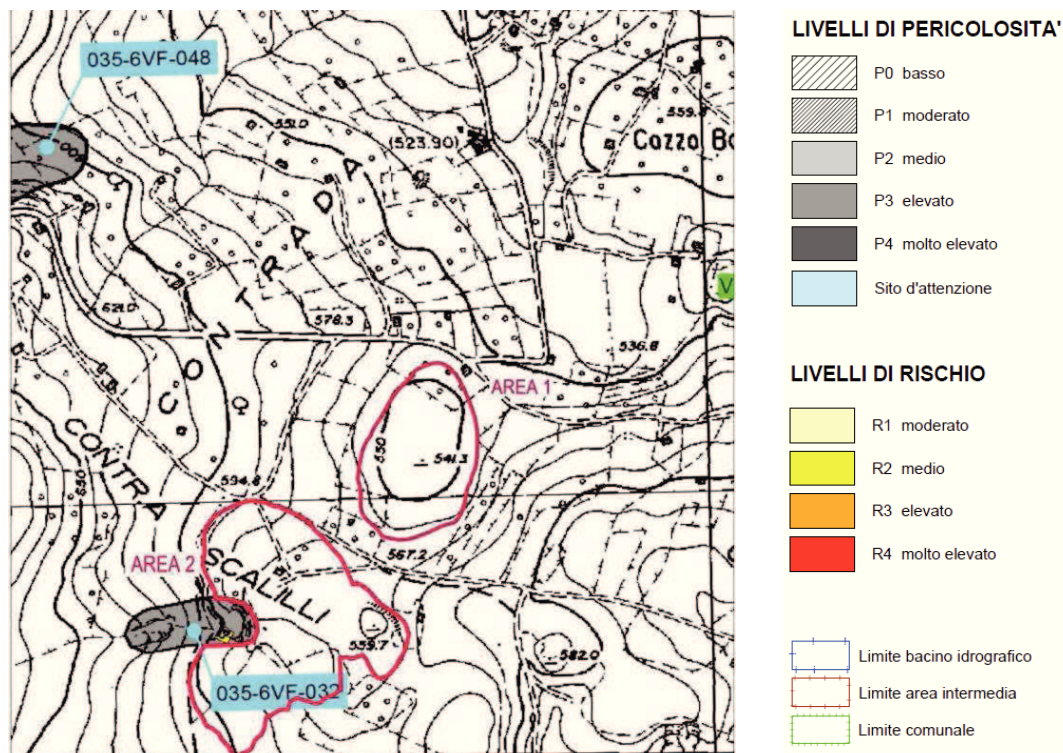 035-6VF-048
551.0
(523.90)
559.8
Cozzo Bo
CONTRADA
V
621.0
578.3
536.8
AREA 1
550
541.3
CONTRADA
650
594.8
567.2
AREA 2
SCALILLI
559.7
582.0
035-6VF-032
LIVELLI DI PERICOLOSITA'
P0 basso
P1 moderato
P2 medio
P3 elevato
P4 molto elevato
Sito d'attenzione
LIVELLI DI RISCHIO
R1 moderato
R2 medio
R3 elevato
R4 molto elevato
Limite bacino idrografico
Limite area intermedia
Limite comunale